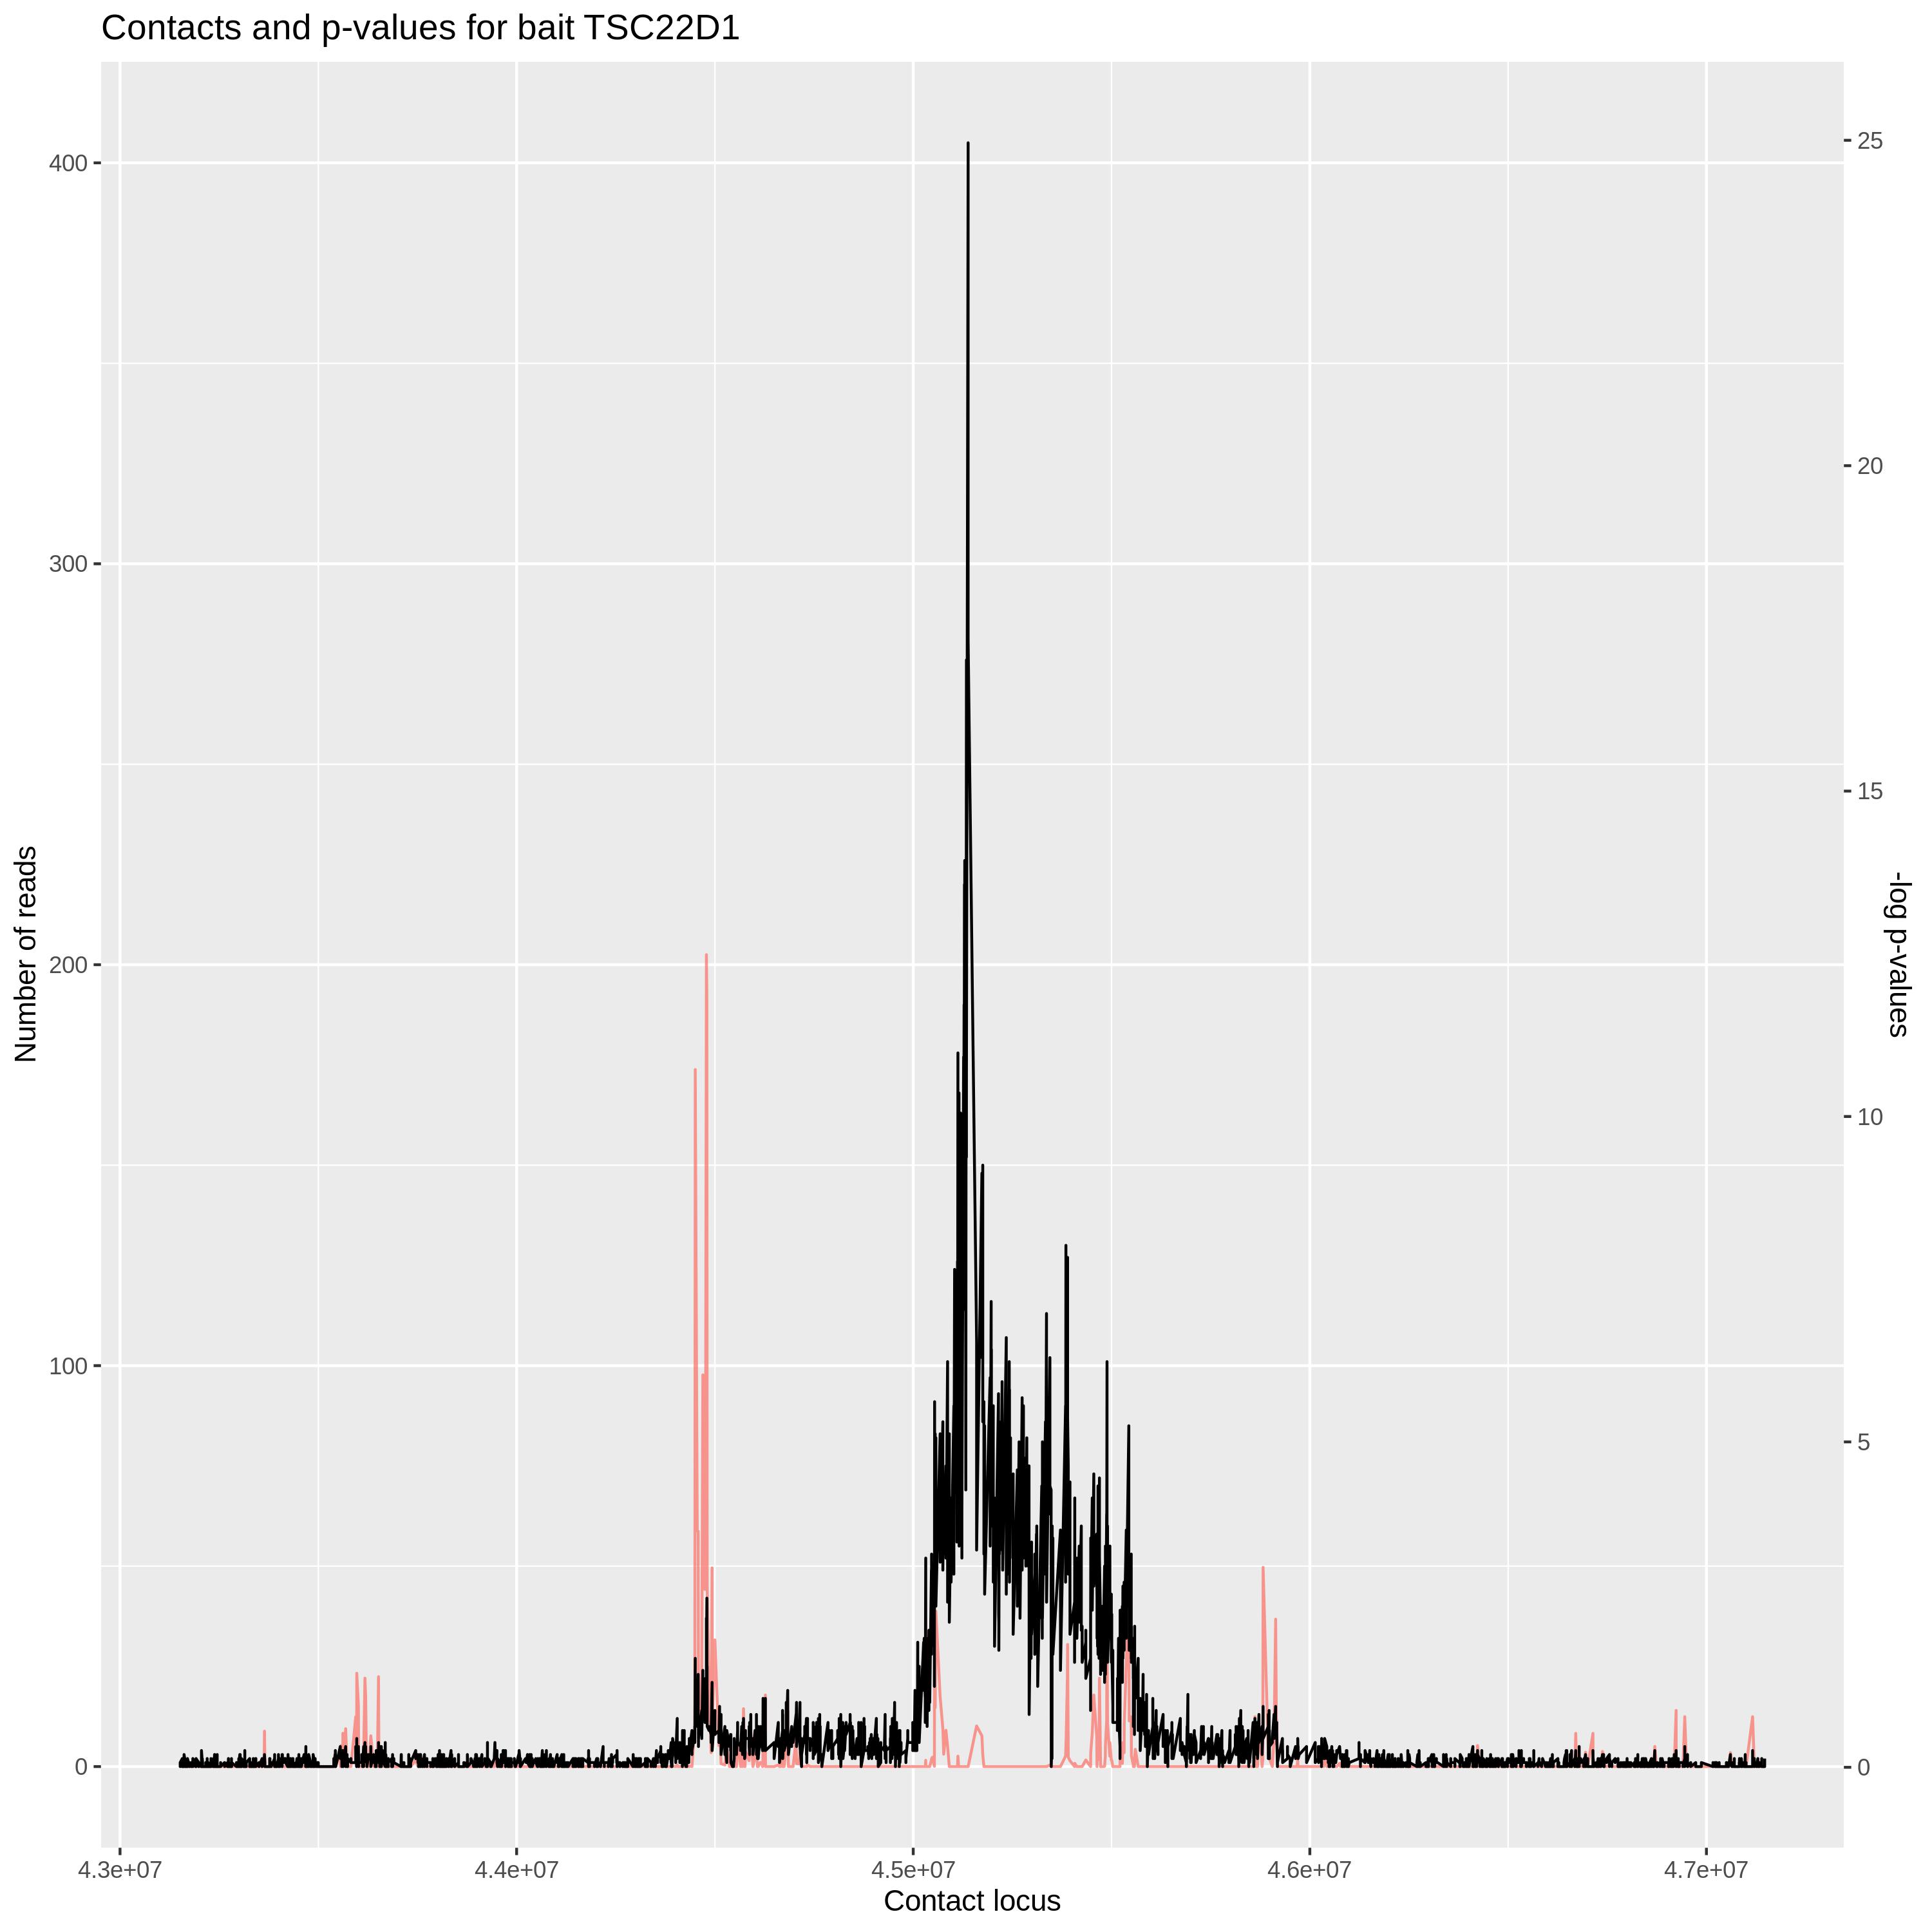 Contacts and p-values for bait TSC22D1
400
300
200
100
0
Number of reads
25
20
15
10
5
0
-log p-values
4.3e+07
4.4e+07
4.5e+07
4.6e+07
4.7e+07
Contact locus